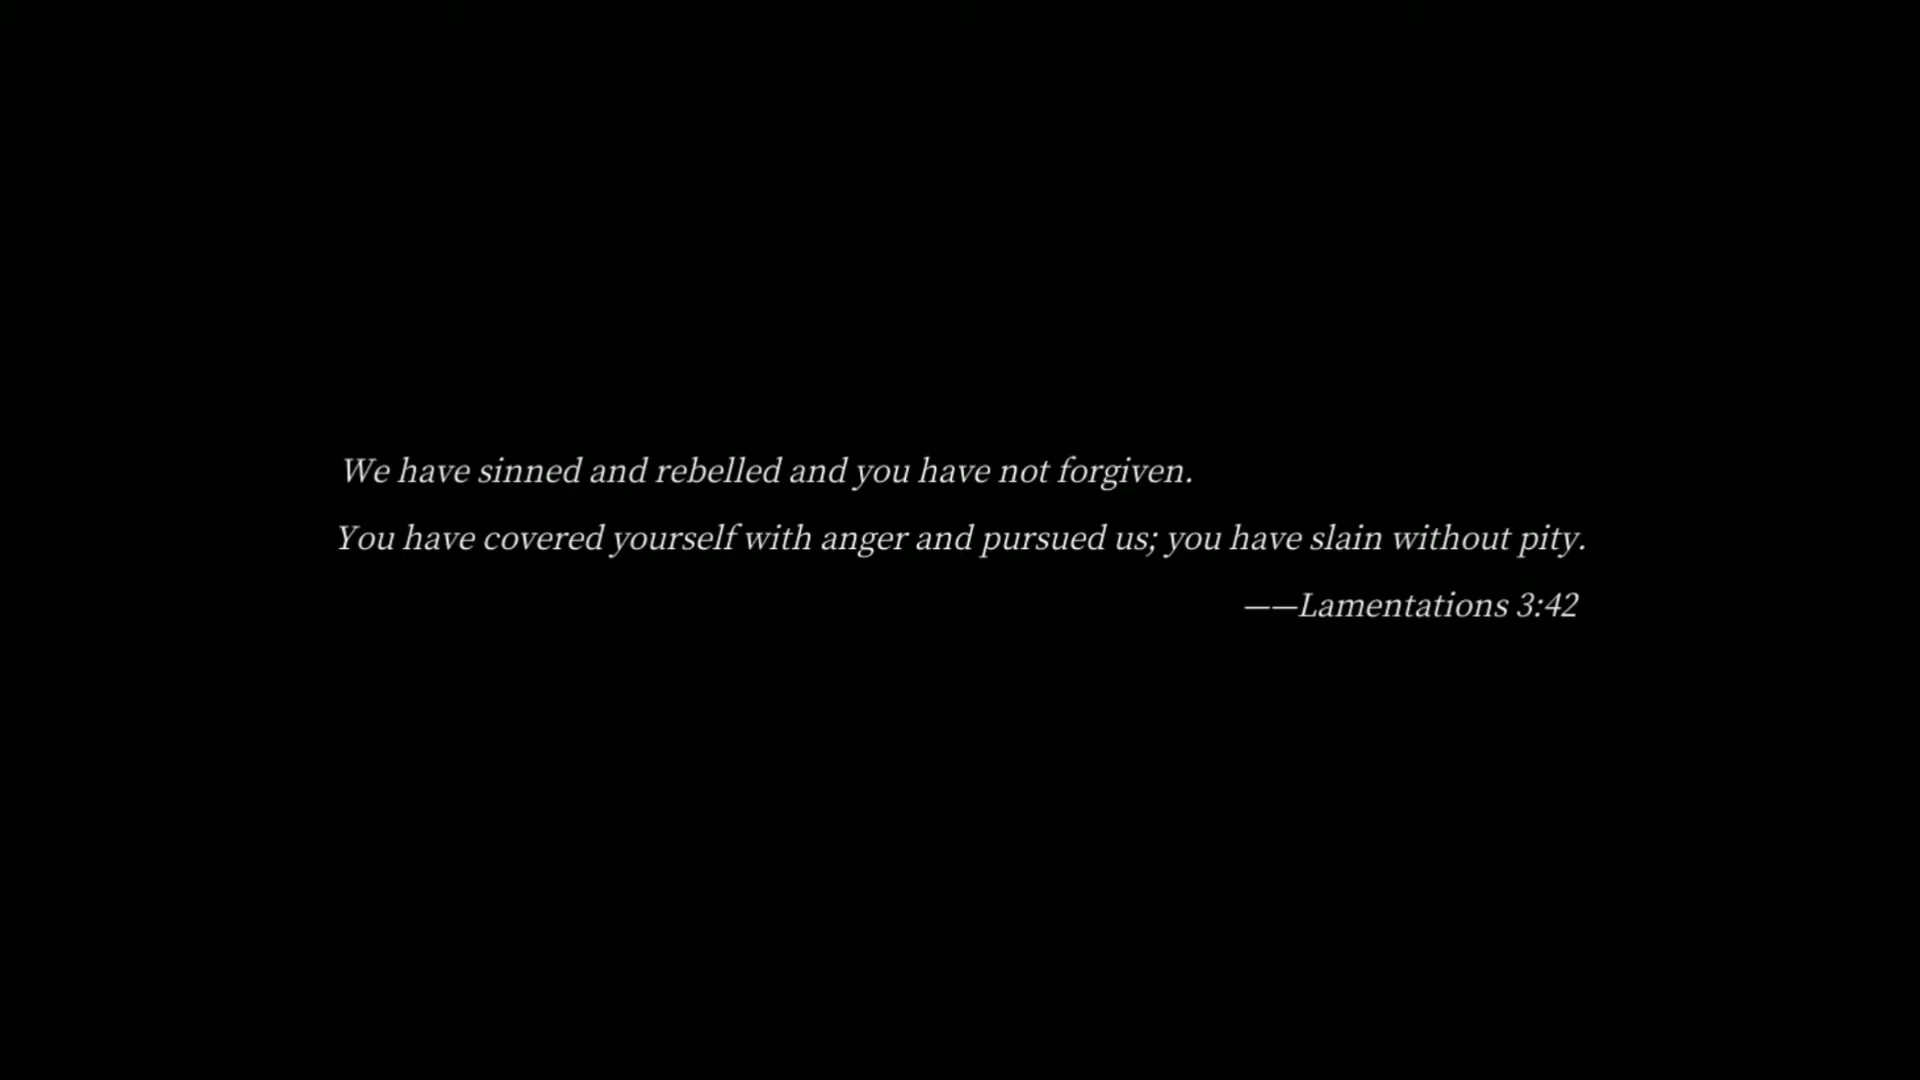 We have sinned and rebelled and you have not forgiven.
You have covered yourself with anger and pursued us; you have slain without pity.
——Lamentations 3:42